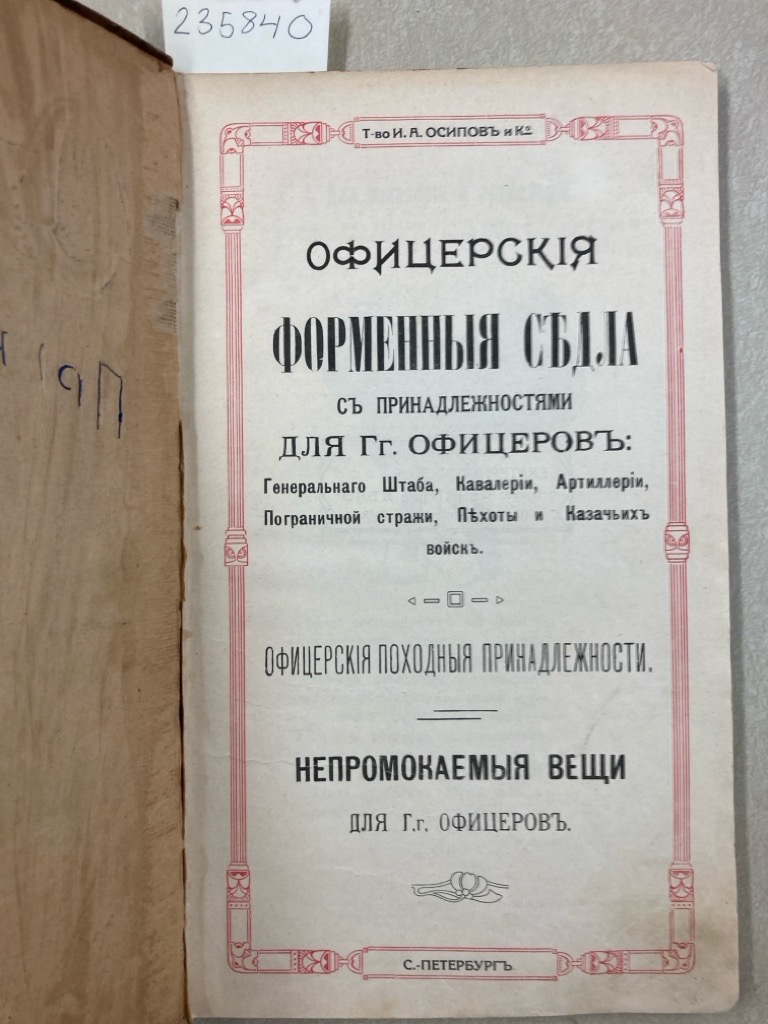 235840
Т-во И. А. ОСИПОВЪ и Ко
ОФИЦЕРСКІЯ
ФОРМЕННЫЯ СѢДЛА
СЪ ПРИНАДЛЕЖНОСТЯМИ
ДЛЯ Гг. ОФИЦЕРОВЪ:
Генеральнаго Штаба, Кавалеріи, Артиллеріи,
Пограничной стражи, Пѣхоты и Казачьихъ
войскъ.
ОФИЦЕРСКІЯ ПОХОДНЫЯ ПРИНАДЛЕЖНОСТИ.
НЕПРОМОКАЕМЫЯ ВЕЩИ
ДЛЯ Г.г. ОФИЦЕРОВЪ.
С.-ПЕТЕРБУРГЪ